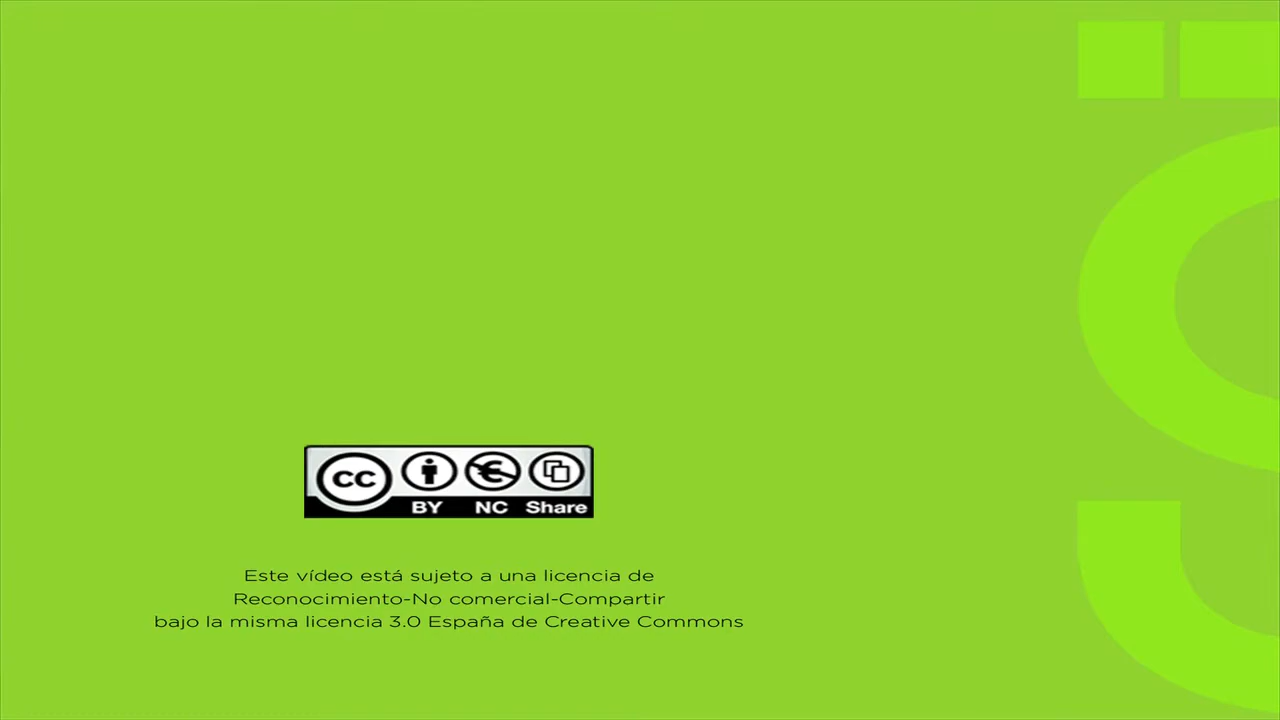 cc
BY NC Share
Este vídeo está sujeto a una licencia de
Reconocimiento-No comercial-Compartir
bajo la misma licencia 3.0 España de Creative Commons